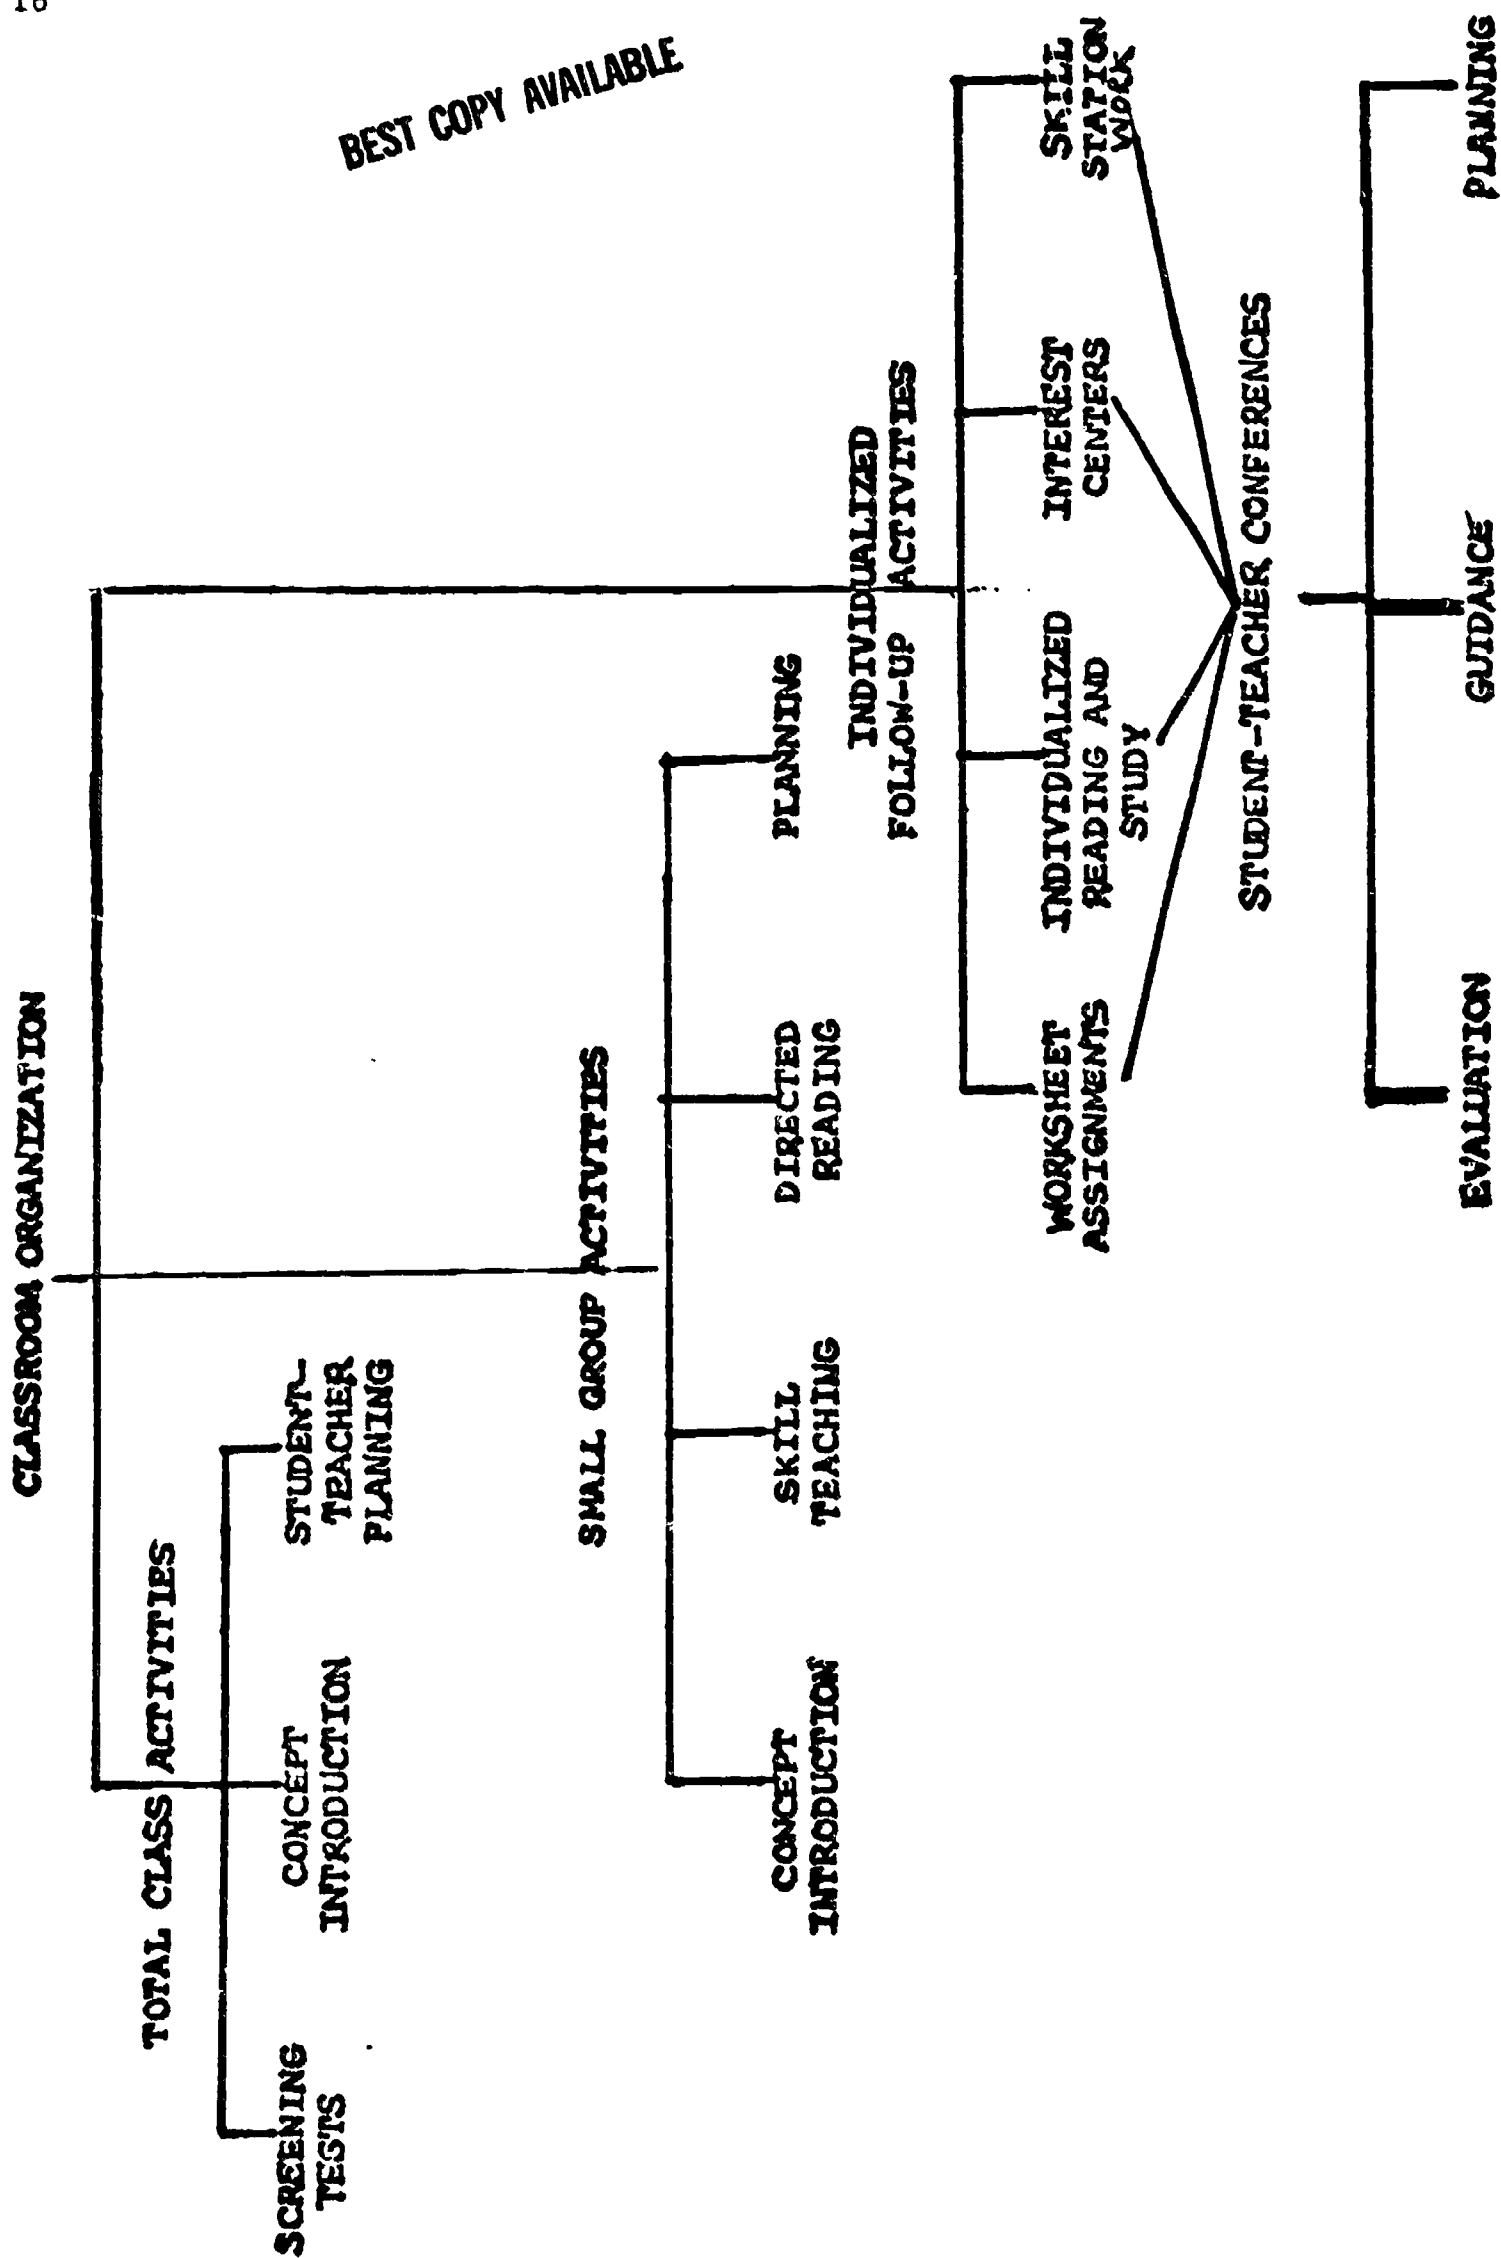 16
BEST COPY AVAILABLE
CLASSROOM ORGANIZATION
TOTAL CLASS ACTIVITIES
SCREENING
TESTS
CONCEPT
INTRODUCTION
STUDENT-
TEACHER
PLANNING
SMALL GROUP ACTIVITIES
CONCEPT
INTRODUCTION
SKILL
TEACHING
DIRECTED
READING
PLANNING
INDIVIDUALIZED
FOLLOW-UP ACTIVITIES
WORKSHEET
ASSIGNMENTS
INDIVIDUALIZED
READING AND
STUDY
INTEREST
CENTERS
SKILL
STATION
WORK
STUDENT-TEACHER CONFERENCES
EVALUATION
GUIDANCE
PLANNING